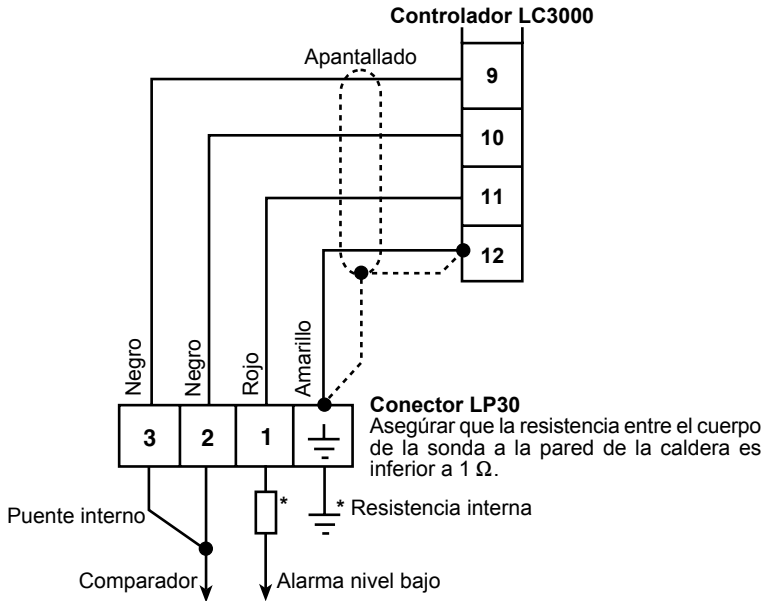 Controlador LC3000
Apantallado
9
10
11
12
Negro
Negro
Rojo
Amarillo
Conector LP30
3 2 1
Asegúrar que la resistencia entre el cuerpo
de la sonda a la pared de la caldera es
inferior a 1 Ω.
* * Resistencia interna
Puente interno
Comparador
Alarma nivel bajo